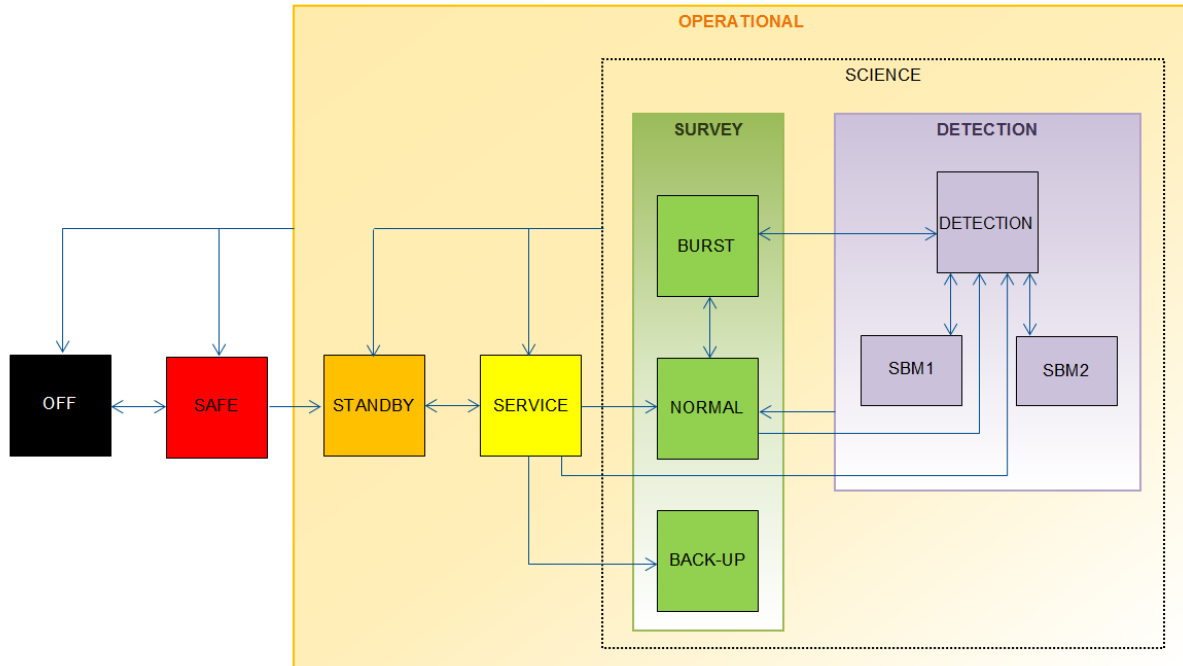 OPERATIONAL
SCIENCE
SURVEY
DETECTION
BURST
DETECTION
OFF
SAFE
STANDBY
SERVICE
NORMAL
SBM1
SBM2
BACK-UP